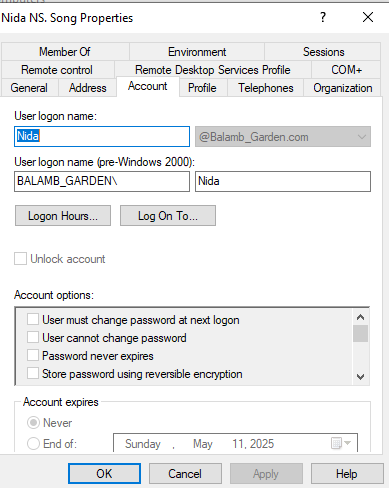 Nida NS. Song Properties
Member Of Environment Sessions
Remote control Remote Desktop Services Profile COM+
General Address Account Profile Telephones Organization
User logon name:
Nida @Balamb_Garden.com
User logon name (pre-Windows 2000):
BALAMB_GARDEN\ Nida
Logon Hours... Log On To...
Unlock account
Account options:
User must change password at next logon
User cannot change password
Password never expires
Store password using reversible encryption
Account expires
Never
End of: Sunday , May 11, 2025
OK Cancel Apply Help